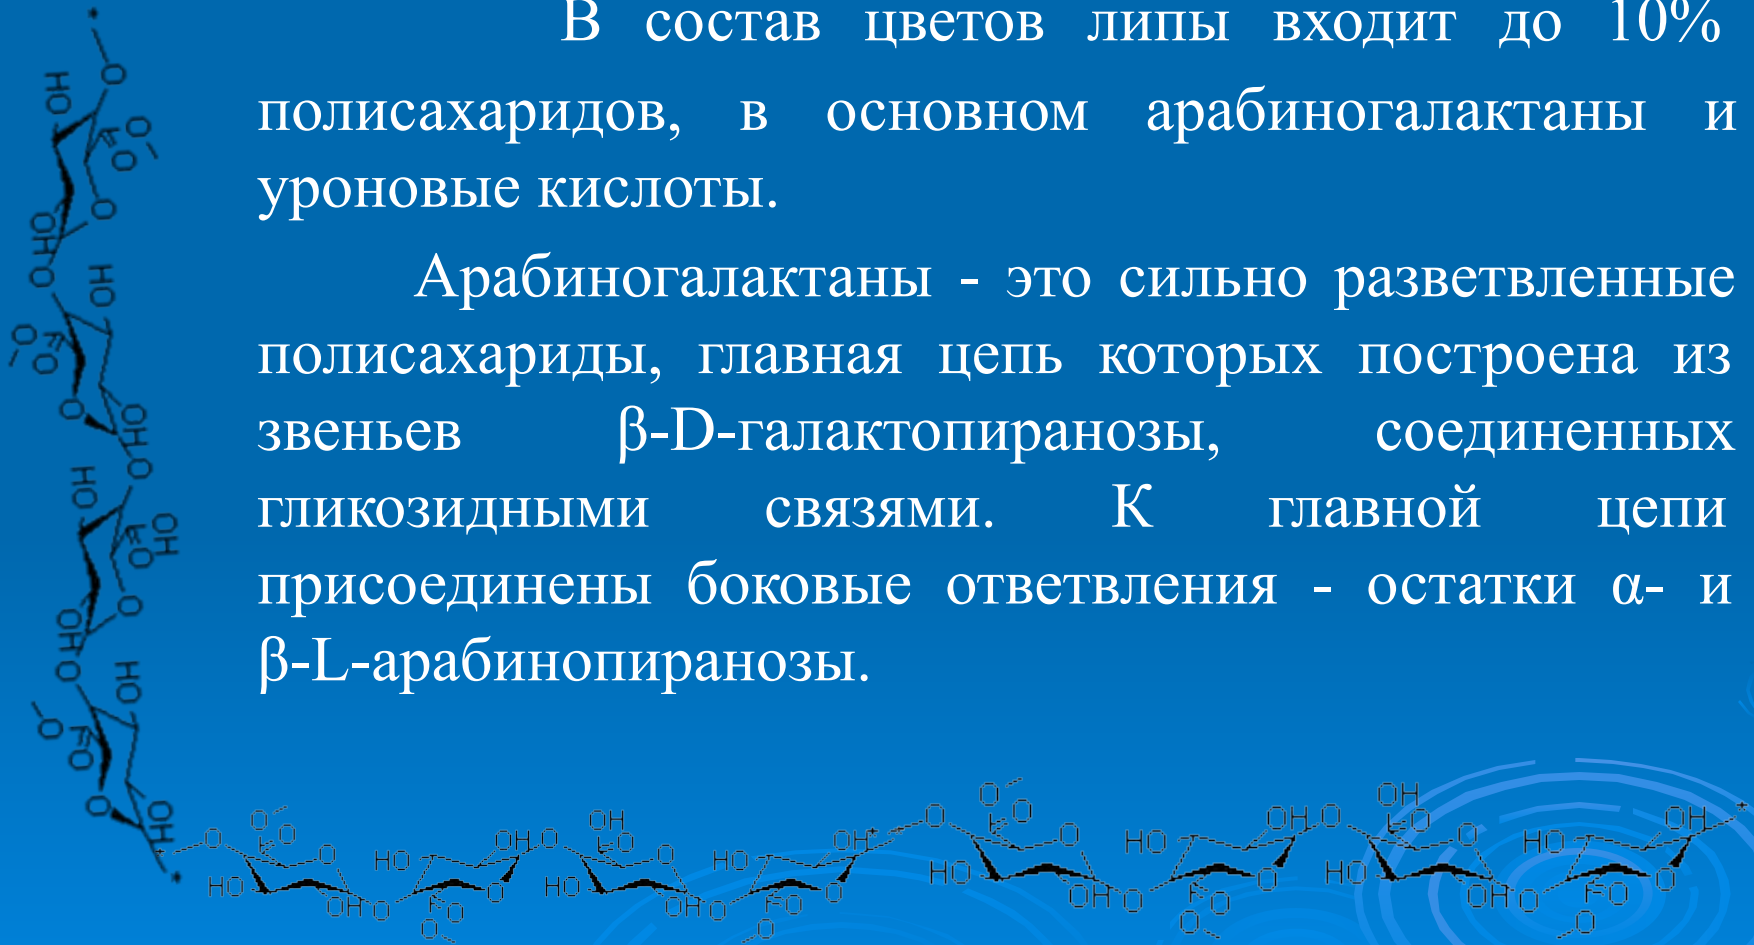 В состав цветов липы входит до 10%
полисахаридов, в основном арабиногалактаны и
уроновые кислоты.
Арабиногалактаны - это сильно разветвленные
полисахариды, главная цепь которых построена из
звеньев β-D-галактопиранозы, соединенных
гликозидными связями. К главной цепи
присоединены боковые ответвления - остатки α- и
β-L-арабинопиранозы.